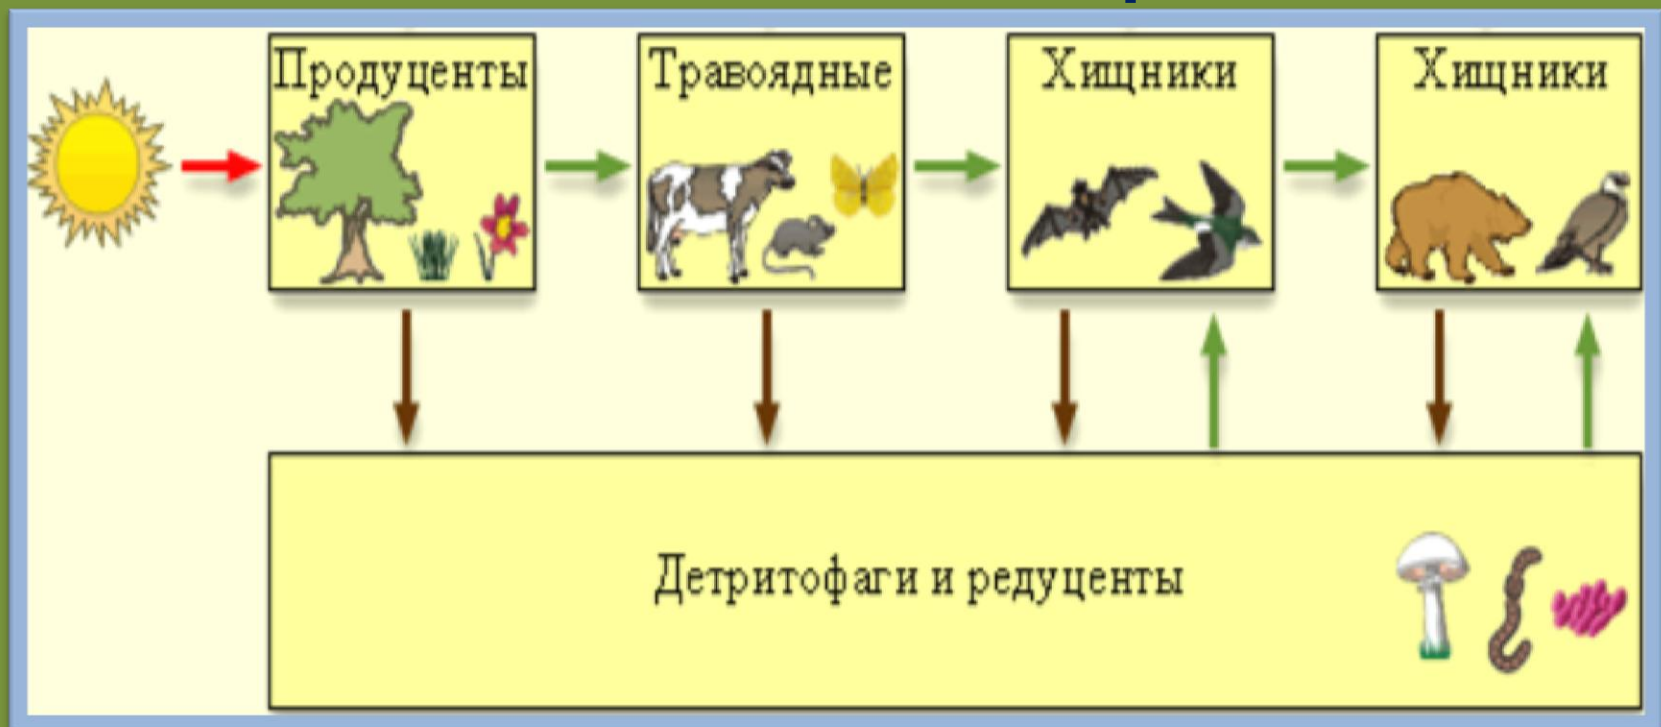 Продуценты
Травоядные
Хищники
Хищники
Детритофаги и редуценты